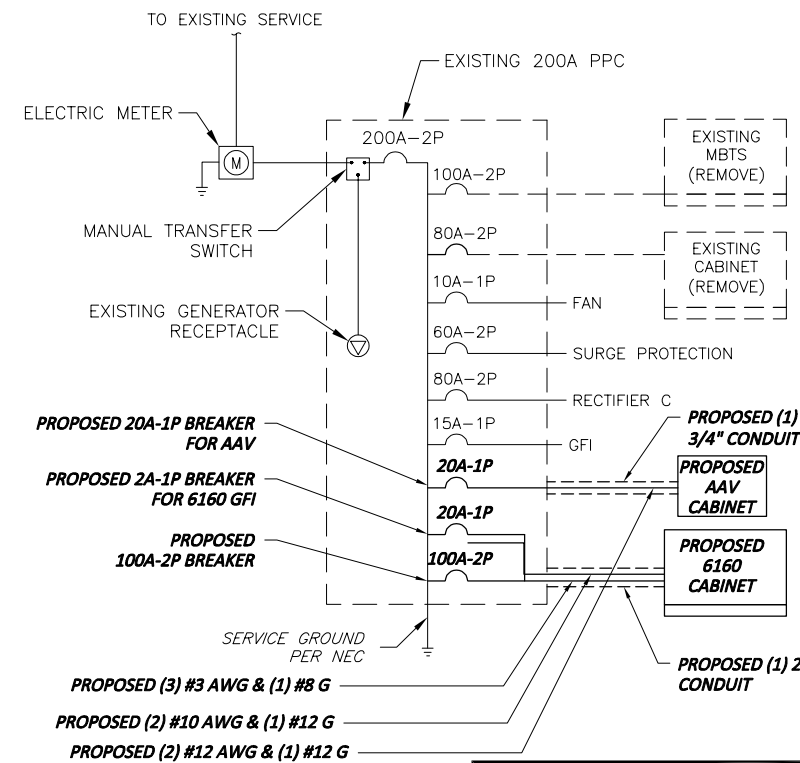 TO EXISTING SERVICE
EXISTING 200A PPC
ELECTRIC METER
200A-2P
M
EXISTING
MBTS
(REMOVE)
100A-2P
MANUAL TRANSFER
SWITCH
80A-2P
EXISTING
CABINET
(REMOVE)
10A-1P
FAN
EXISTING GENERATOR
RECEPTACLE
60A-2P
SURGE PROTECTION
80A-2P
RECTIFIER C
PROPOSED 20A-1P BREAKER
FOR AAV
15A-1P
GFI
PROPOSED (1)
3/4" CONDUIT
20A-1P
PROPOSED
AAV
CABINET
PROPOSED 2A-1P BREAKER
FOR 6160 GFI
20A-1P
PROPOSED
100A-2P BREAKER
100A-2P
PROPOSED
6160
CABINET
SERVICE GROUND
PER NEC
PROPOSED (1) 2
CONDUIT
PROPOSED (3) #3 AWG & (1) #8 G
PROPOSED (2) #10 AWG & (1) #12 G
PROPOSED (2) #12 AWG & (1) #12 G